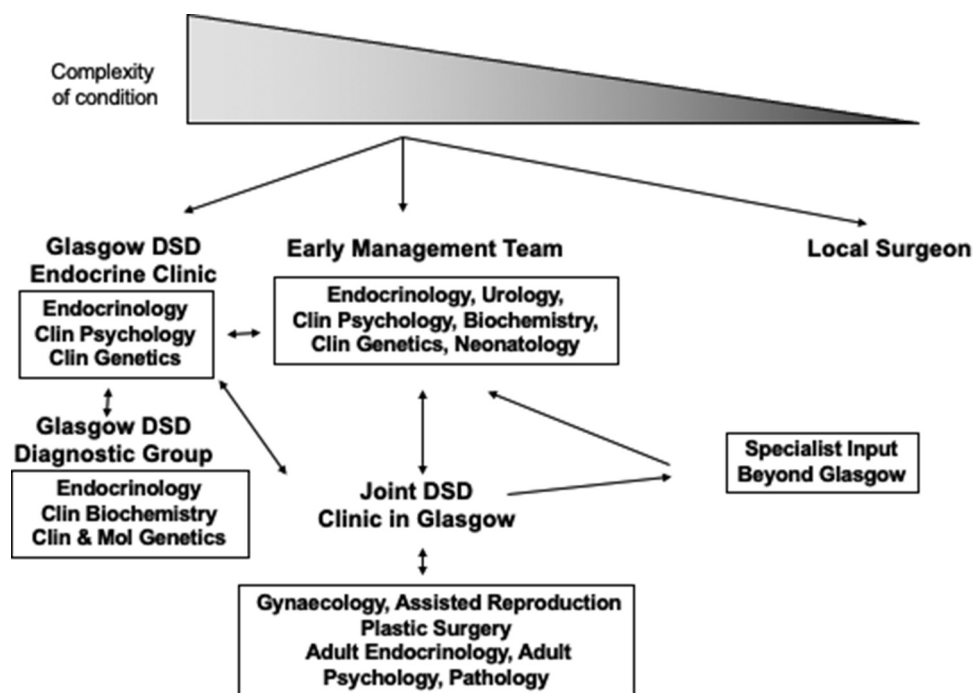 Complexity
of condition
Glasgow DSD
Endocrine Clinic
Endocrinology
Clin Psychology
Clin Genetics
Early Management Team
Endocrinology, Urology,
Clin Psychology, Biochemistry,
Clin Genetics, Neonatology
Local Surgeon
Glasgow DSD
Diagnostic Group
Endocrinology
Clin Biochemistry
Clin & Mol Genetics
Joint DSD
Clinic in Glasgow
Specialist Input
Beyond Glasgow
Gynaecology, Assisted Reproduction
Plastic Surgery
Adult Endocrinology, Adult
Psychology, Pathology